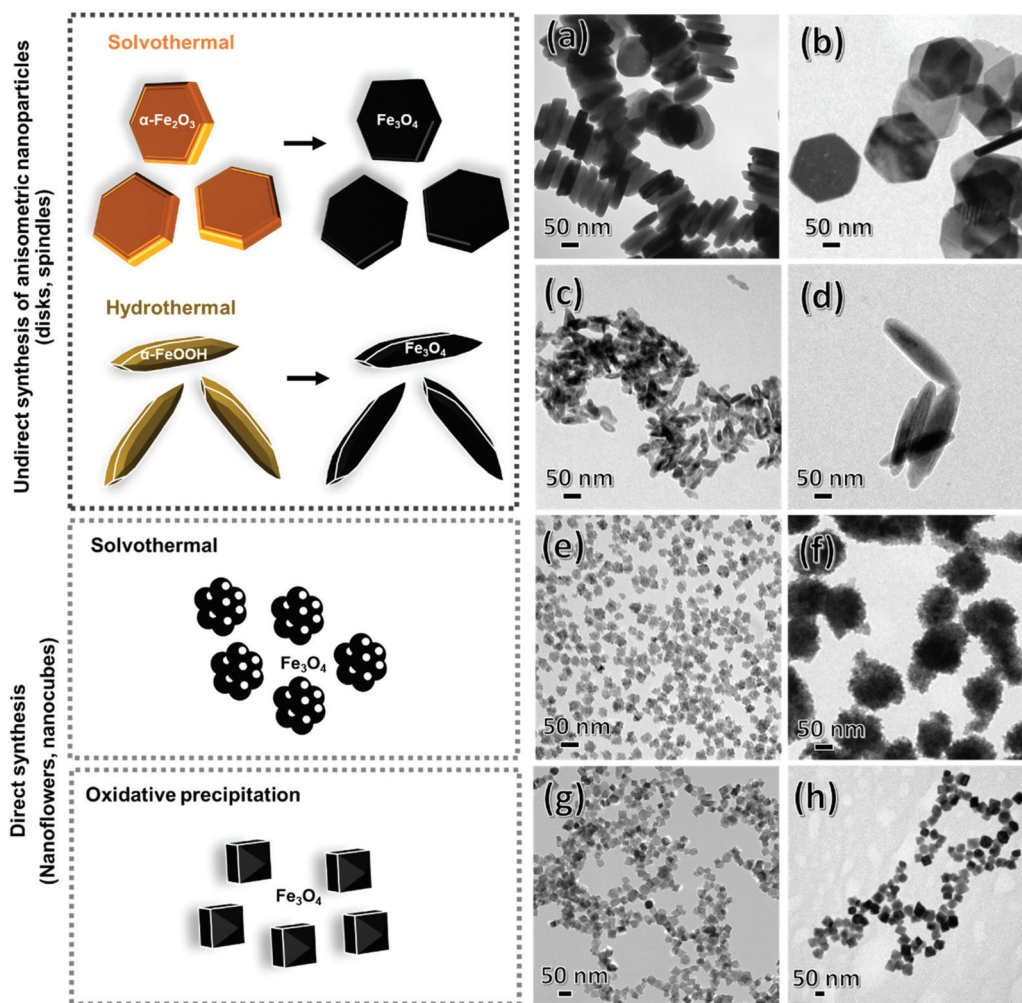 Undirect synthesis of anisometric nanoparticles
(disks, spindles)
Solvothermal
α-Fe₂O₃
Fe₃O₄
Hydrothermal
α-FeOOH
Fe₃O₄
(a)
50 nm
(b)
50 nm
(c)
50 nm
(d)
50 nm
Direct synthesis
(Nanoflowers, nanocubes)
Solvothermal
Fe₃O₄
(e)
50 nm
(f)
50 nm
Oxidative precipitation
Fe₃O₄
(g)
50 nm
(h)
50 nm